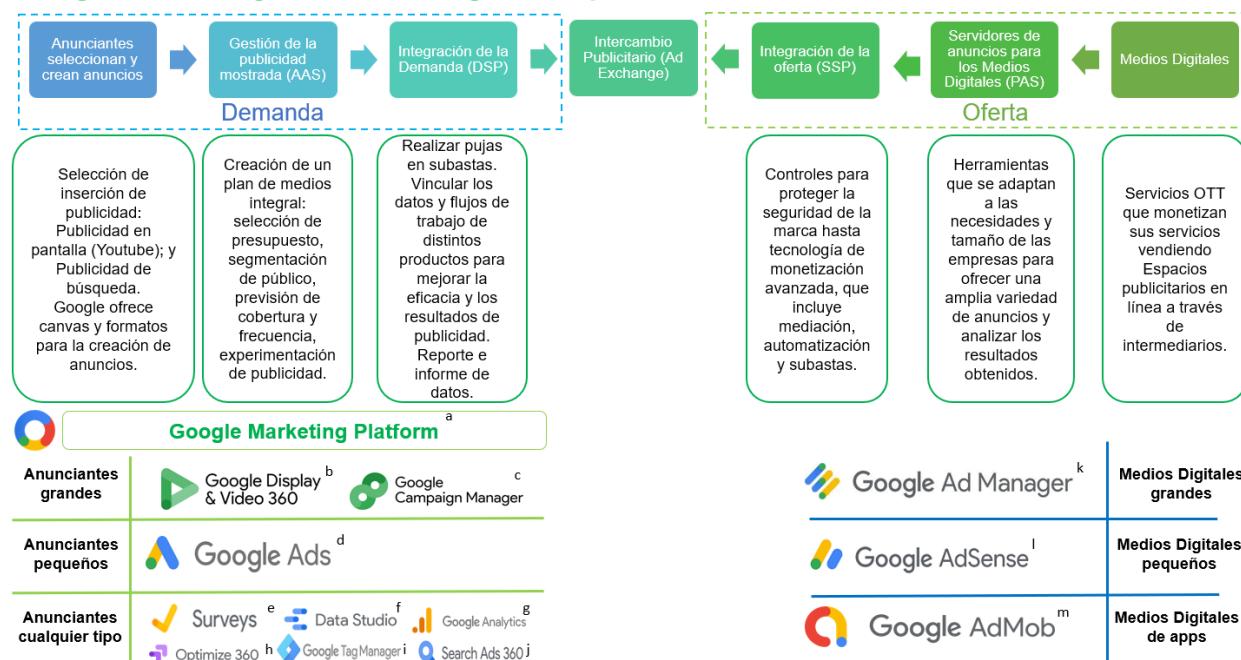 Anunciantes
seleccionan y
crean anuncios
Gestión de la
publicidad
mostrada (AAS)
Integración de la
Demanda (DSP)
Intercambio
Publicitario (Ad
Exchange)
Integración de la
oferta (SSP)
Servidores de
anuncios para
los Medios
Digitales (PAS)
Medios Digitales
Demanda
Oferta
Selección de
inserción de
publicidad:
Publicidad en
pantalla (Youtube); y
Publicidad de
búsqueda.
Google ofrece
canvas y formatos
para la creación de
anuncios.
Creación de un
plan de medios
integral:
selección de
presupuesto,
segmentación
de público,
previsión de
cobertura y
frecuencia,
experimentación
de publicidad.
Realizar pujas
en subastas.
Vincular los
datos y flujos de
trabajo de
distintos
productos para
mejorar la
eficacia y los
resultados de
publicidad.
Reporte e
informe de
datos.
Controles para
proteger la
seguridad de la
marca hasta
tecnología de
monetización
avanzada, que
incluye
mediación,
automatización
y subastas.
Herramientas
que se adaptan
a las
necesidades y
tamaño de las
empresas para
ofrecer una
amplia variedad
de anuncios y
analizar los
resultados
obtenidos.
Servicios OTT
que monetizan
sus servicios
vendiendo
Espacios
publicitarios en
línea a través
de
intermediarios.
Google Marketing Platform a
Anunciantes
grandes
Google Display
& Video 360 b
Google
Campaign Manager c
Anunciantes
pequeños
Google Ads d
Anunciantes
cualquier tipo
Surveys e
Data Studio f
Google Analytics g
Optimize 360 h
Google Tag Manager i
Search Ads 360 j
Google Ad Manager k
Medios Digitales
grandes
Google AdSense l
Medios Digitales
pequeños
Google AdMob m
Medios Digitales
de apps